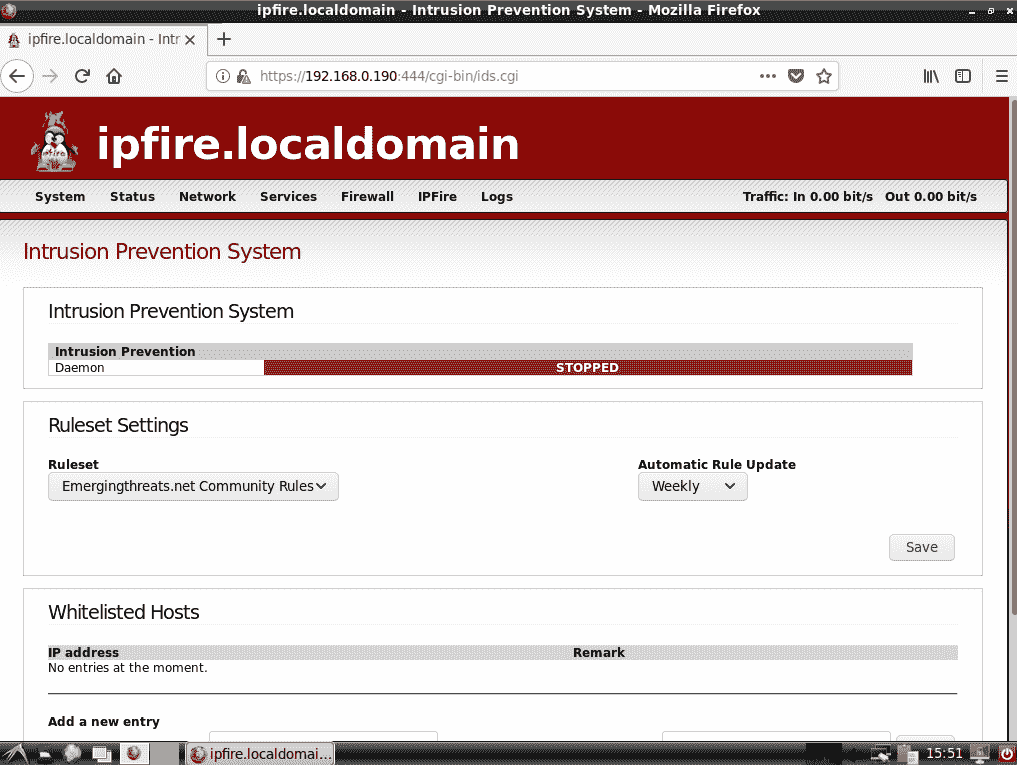 ipfire.localdomain - Intrusion Prevention System - Mozilla Firefox
ipfire.localdomain - Intr
https://192.168.0.190:444/cgi-bin/ids.cgi
ipfire.localdomain
System Status Network Services Firewall IPFire Logs Traffic: In 0.00 bit/s Out 0.00 bit/s
Intrusion Prevention System
Intrusion Prevention System
Intrusion Prevention
Daemon STOPPED
Ruleset Settings
Ruleset Automatic Rule Update
Emergingthreats.net Community Rules Weekly
Save
Whitelisted Hosts
IP address Remark
No entries at the moment.
Add a new entry
ipfire.localdomai... 15:51